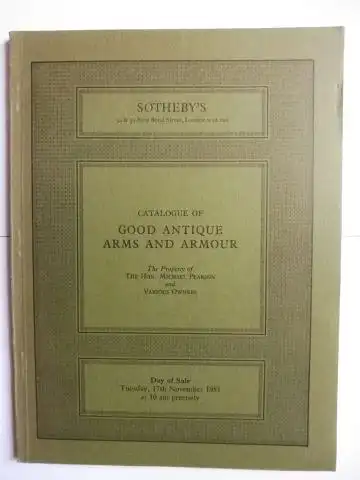 SOTHEBY'S
34 & 35 New Bond Street, London W1A 2AA
CATALOGUE OF
GOOD ANTIQUE
ARMS AND ARMOUR
The Property of
THE HON. MICHAEL PEARSON
and
VARIOUS OWNERS
Day of Sale
Tuesday, 17th November 1981
at 10 am precisely